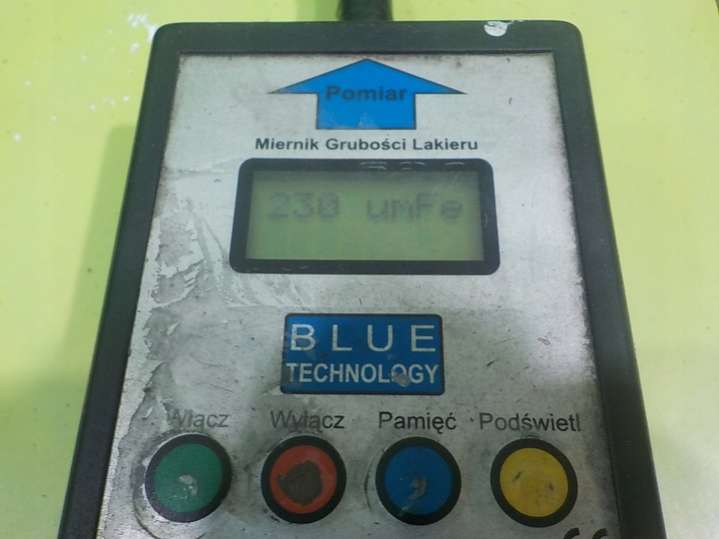 Pomiar
Miernik Grubości Lakieru
230 umFe
BLUE
TECHNOLOGY
Włącz Wyłącz Pamięć Podświetl